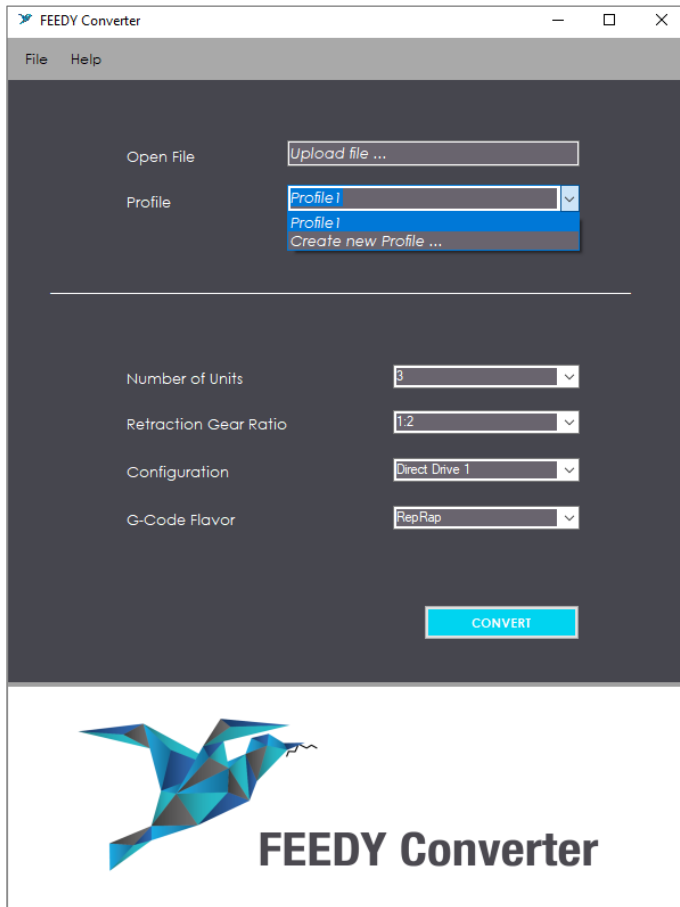 FEEDY Converter
File Help
Open File Upload file ...
Profile Profile1
Profile1
Create new Profile ...
Number of Units 3
Retraction Gear Ratio 1:2
Configuration Direct Drive 1
G-Code Flavor RepRap
CONVERT
FEEDY Converter